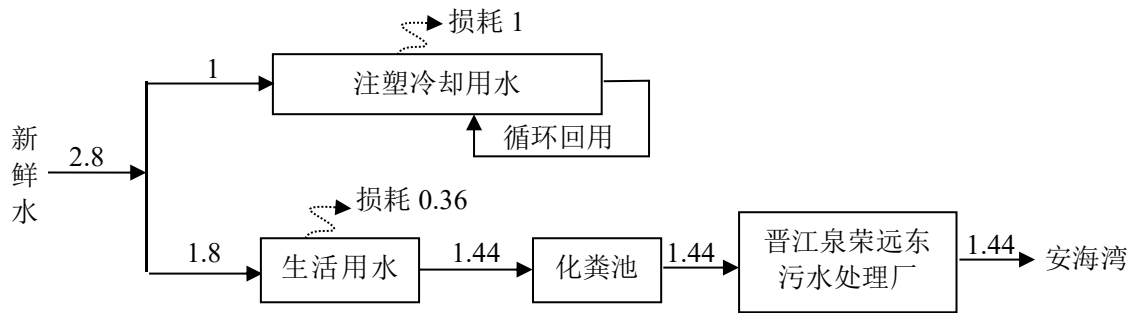 损耗 1
1
注塑冷却用水
循环回用
新
鲜
水
2.8
损耗 0.36
1.8
生活用水
1.44
化粪池
1.44
晋江泉荣远东
污水处理厂
1.44
安海湾